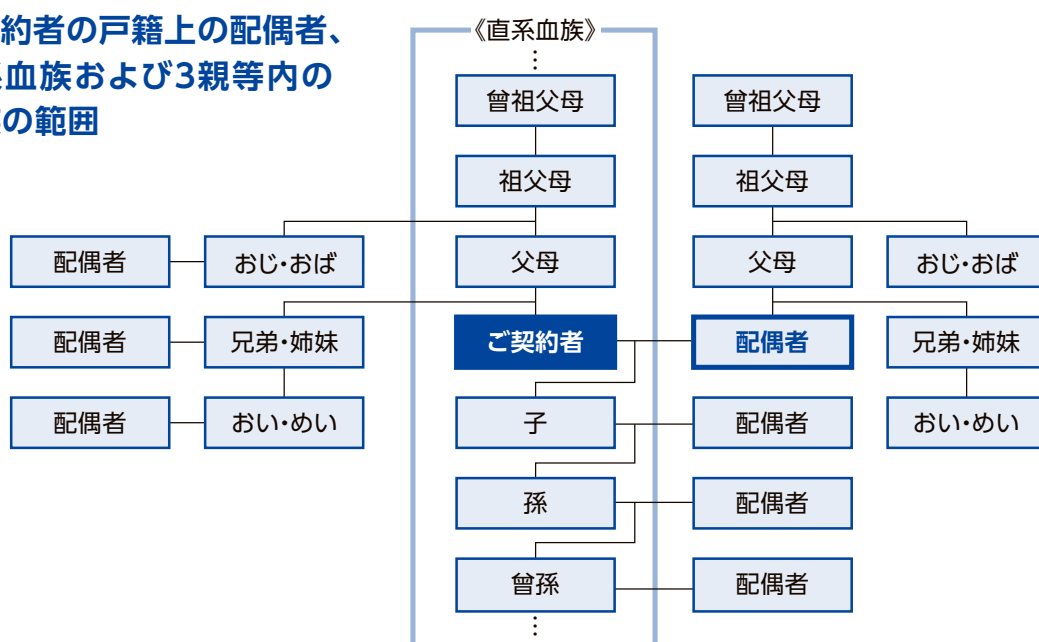 約者の戸籍上の配偶者、
血族および3親等内の
の範囲
《直系血族》
⋮
曾祖父母 曾祖父母
祖父母 祖父母
配偶者 おじ・おば 父母 父母 おじ・おば
配偶者 兄弟・姉妹 ご契約者 配偶者 兄弟・姉妹
配偶者 おい・めい 子 配偶者 おい・めい
孫 配偶者
曾孫 配偶者
⋮